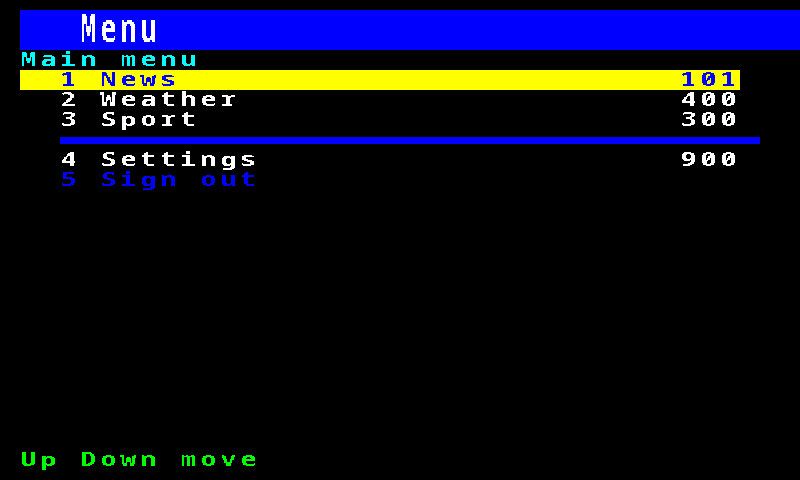 Menu
Main menu
1 News 101
2 Weather 400
3 Sport 300
4 Settings 900
5 Sign out
Up Down move